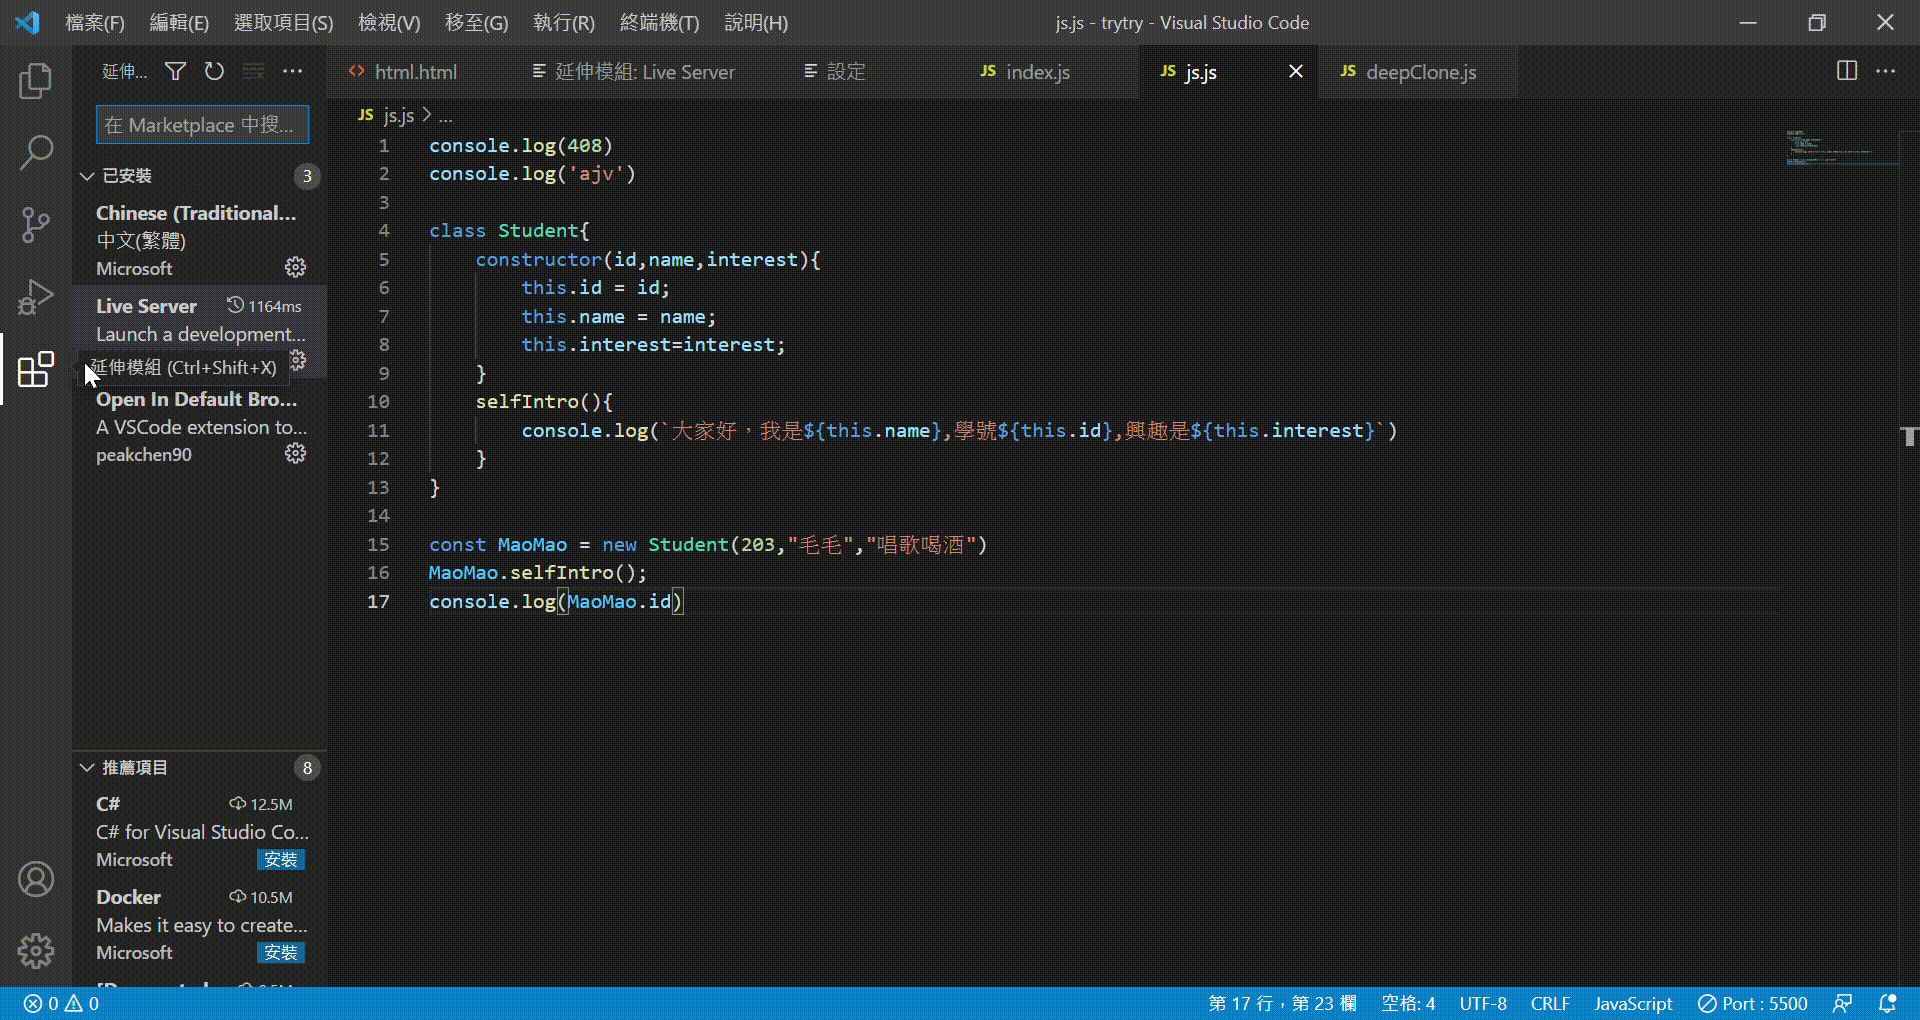 檔案(F) 編輯(E) 選取項目(S) 檢視(V) 移至(G) 執行(R) 終端機(T) 說明(H) js.js - trytry - Visual Studio Code
延伸...
html.html 延伸模組: Live Server 設定 JS index.js JS js.js JS deepClone.js
在 Marketplace 中搜...
JS js.js > ...
已安裝 3
Chinese (Traditional...
中文(繁體)
Microsoft
Live Server 1164ms
Launch a development...
延伸模組 (Ctrl+Shift+X)
Open In Default Bro...
A VSCode extension to...
peakchen90
推薦項目 8
C# 12.5M
C# for Visual Studio Co...
Microsoft 安裝
Docker 10.5M
Makes it easy to create...
Microsoft 安裝
1 console.log(408)
2 console.log('ajv')
3
4 class Student{
5 constructor(id,name,interest){
6 this.id = id;
7 this.name = name;
8 this.interest=interest;
9 }
10 selfIntro(){
11 console.log(`大家好，我是${this.name},學號${this.id},興趣是${this.interest}`)
12 }
13 }
14
15 const MaoMao = new Student(203,"毛毛","唱歌喝酒")
16 MaoMao.selfIntro();
17 console.log(MaoMao.id)
0 0 第 17 行，第 23 欄 空格: 4 UTF-8 CRLF JavaScript Port : 5500